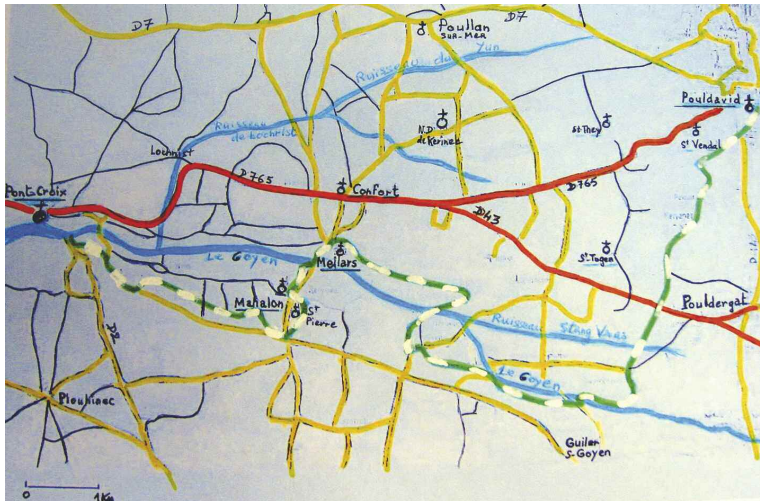 D7
Poullan
SUR-MER
D7
Ruisseau du Yun
Pouldavid
Ruisseau
de Lochrist
N.D.
de Kerinec
St They
St Vendal
Lochrist
D765
Confort
D765
Pont-Croix
D43
Le Goyen
Meilars
St Tugen
Mahalon
St
Pierre
Pouldergat
Ruisseau Stang Vras
D2
Le Goyen
Plouhinec
Guiler
S-Goyen
0 1Km